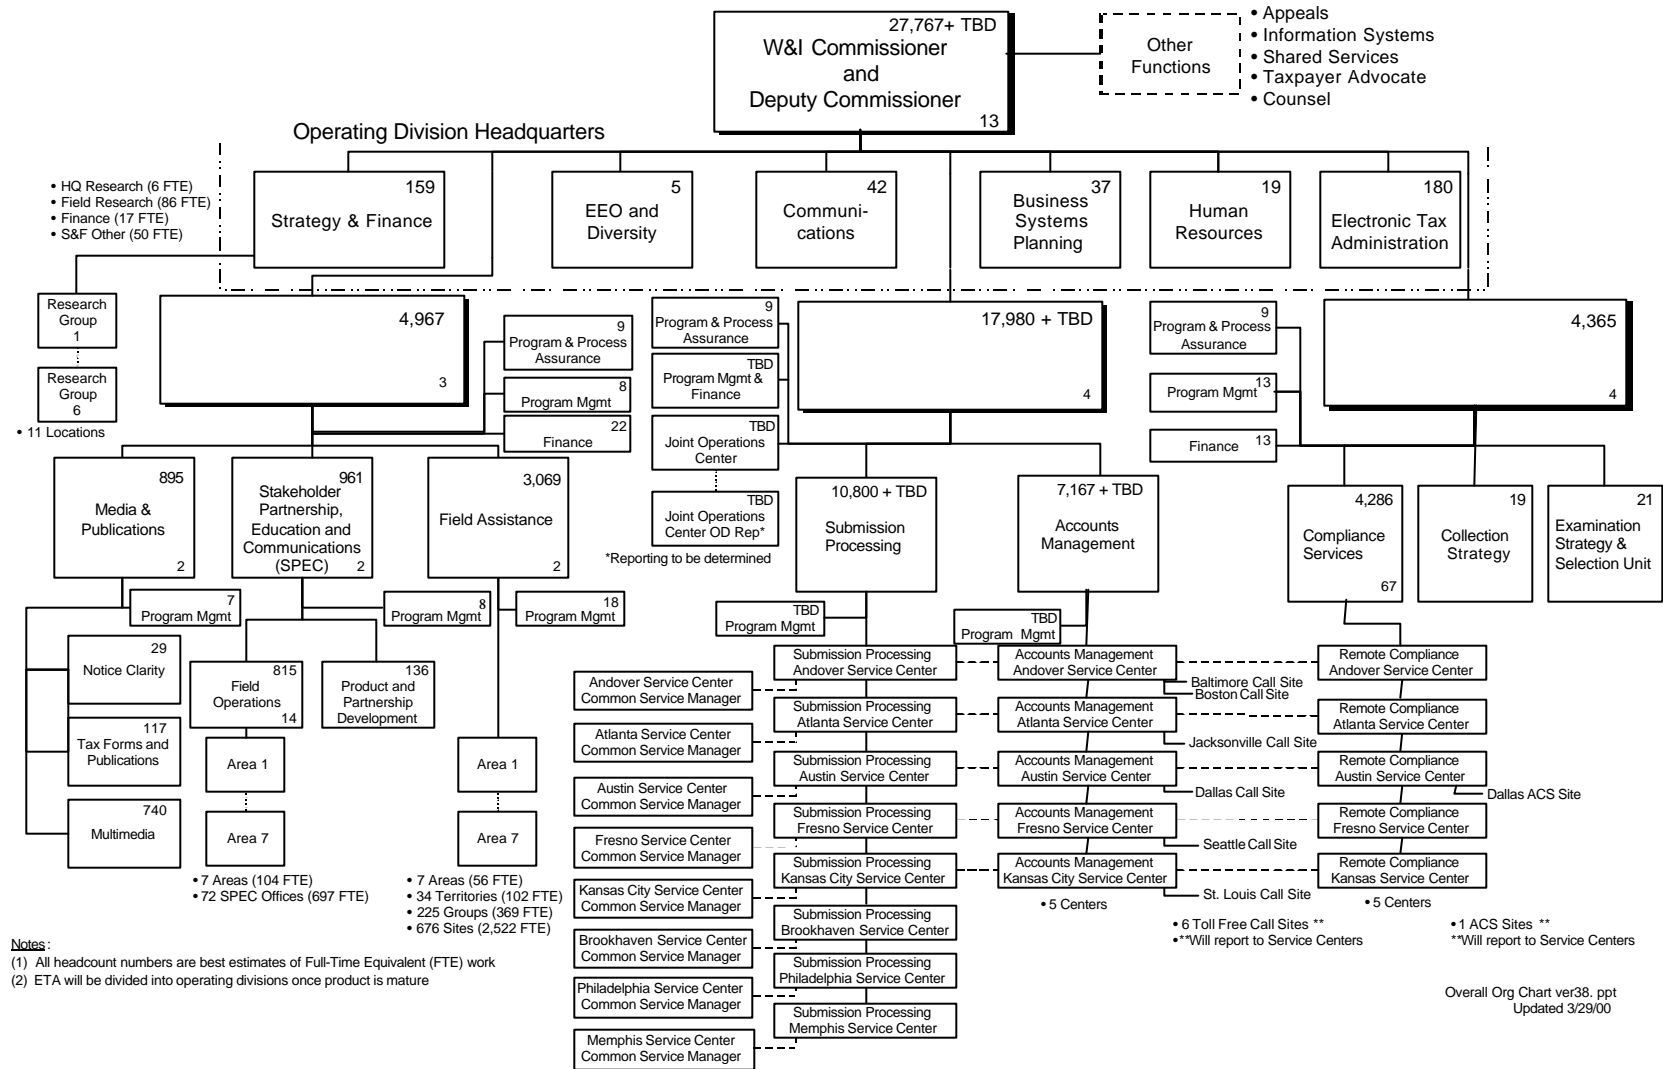 27,767+ TBD
W&I Commissioner
and
Deputy Commissioner
13
Other
Functions
• Appeals
• Information Systems
• Shared Services
• Taxpayer Advocate
• Counsel
Operating Division Headquarters
• HQ Research (6 FTE)
• Field Research (86 FTE)
• Finance (17 FTE)
• S&F Other (50 FTE)
159
Strategy & Finance
5
EEO and
Diversity
42
Communi-
cations
37
Business
Systems
Planning
19
Human
Resources
180
Electronic Tax
Administration
Research
Group
1
Research
Group
6
• 11 Locations
4,967
3
9
Program & Process
Assurance
8
Program Mgmt
22
Finance
9
Program & Process
Assurance
TBD
Program Mgmt &
Finance
TBD
Joint Operations
Center
TBD
Joint Operations
Center OD Rep*
*Reporting to be determined
17,980 + TBD
4
9
Program & Process
Assurance
13
Program Mgmt
Finance 13
4,365
4
895
Media &
Publications
2
961
Stakeholder
Partnership,
Education and
Communications
(SPEC)
2
3,069
Field Assistance
2
10,800 + TBD
Submission
Processing
7,167 + TBD
Accounts
Management
4,286
Compliance
Services
67
19
Collection
Strategy
21
Examination
Strategy &
Selection Unit
7
Program Mgmt
8
Program Mgmt
18
Program Mgmt
TBD
Program Mgmt
TBD
Program Mgmt
29
Notice Clarity
117
Tax Forms and
Publications
740
Multimedia
815
Field
Operations
14
136
Product and
Partnership
Development
Area 1
Area 7
• 7 Areas (104 FTE)
• 72 SPEC Offices (697 FTE)
Area 1
Area 7
• 7 Areas (56 FTE)
• 34 Territories (102 FTE)
• 225 Groups (369 FTE)
• 676 Sites (2,522 FTE)
Andover Service Center
Common Service Manager
Atlanta Service Center
Common Service Manager
Austin Service Center
Common Service Manager
Fresno Service Center
Common Service Manager
Kansas City Service Center
Common Service Manager
Brookhaven Service Center
Common Service Manager
Philadelphia Service Center
Common Service Manager
Memphis Service Center
Common Service Manager
Submission Processing
Andover Service Center
Submission Processing
Atlanta Service Center
Submission Processing
Austin Service Center
Submission Processing
Fresno Service Center
Submission Processing
Kansas City Service Center
Submission Processing
Brookhaven Service Center
Submission Processing
Philadelphia Service Center
Submission Processing
Memphis Service Center
Accounts Management
Andover Service Center
Baltimore Call Site
Boston Call Site
Accounts Management
Atlanta Service Center
Jacksonville Call Site
Accounts Management
Austin Service Center
Dallas Call Site
Accounts Management
Fresno Service Center
Seattle Call Site
Accounts Management
Kansas City Service Center
St. Louis Call Site
• 5 Centers
• 6 Toll Free Call Sites **
•**Will report to Service Centers
Remote Compliance
Andover Service Center
Remote Compliance
Atlanta Service Center
Remote Compliance
Austin Service Center
Dallas ACS Site
Remote Compliance
Fresno Service Center
Remote Compliance
Kansas Service Center
• 5 Centers
• 1 ACS Sites **
**Will report to Service Centers
Notes:
(1) All headcount numbers are best estimates of Full-Time Equivalent (FTE) work
(2) ETA will be divided into operating divisions once product is mature
Overall Org Chart ver38. ppt
Updated 3/29/00